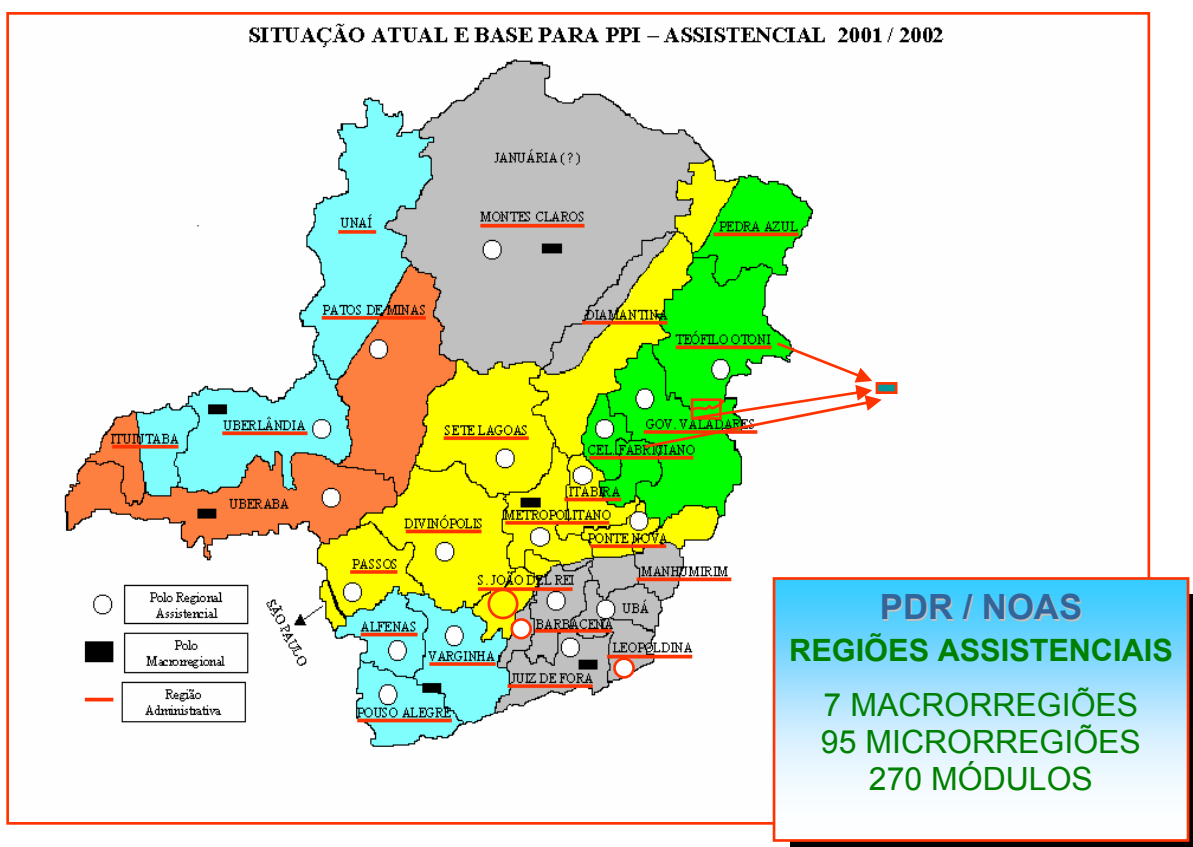 SITUAÇÃO ATUAL E BASE PARA PPI – ASSISTENCIAL 2001 / 2002
JANUÁRIA ( ? )
MONTES CLAROS
UNAÍ
PEDRA AZUL
PATOS DE MINAS
DIAMANTINA
TEÓFILO OTONI
ITUIUTABA
UBERLÂNDIA
SETE LAGOAS
GOV. VALADARES
CEL. FABRICIANO
UBERABA
ITABIRA
METROPOLITANO
DIVINÓPOLIS
PONTE NOVA
PASSOS
S. JOÃO DEL REI
MANHUMIRIM
UBÁ
SÃO PAULO
ALFENAS
BARBACENA
VARGINHA
LEOPOLDINA
JUIZ DE FORA
POUSO ALEGRE
Polo Regional
Assistencial
Polo
Macrorregional
Região
Administrativa
PDR / NOAS
REGIÕES ASSISTENCIAIS
7 MACRORREGIÕES
95 MICRORREGIÕES
270 MÓDULOS